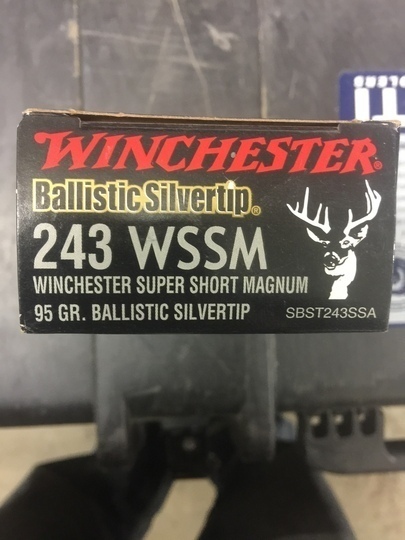 WINCHESTER®
Ballistic Silvertip®
243 WSSM
WINCHESTER SUPER SHORT MAGNUM
95 GR. BALLISTIC SILVERTIP SBST243SSA